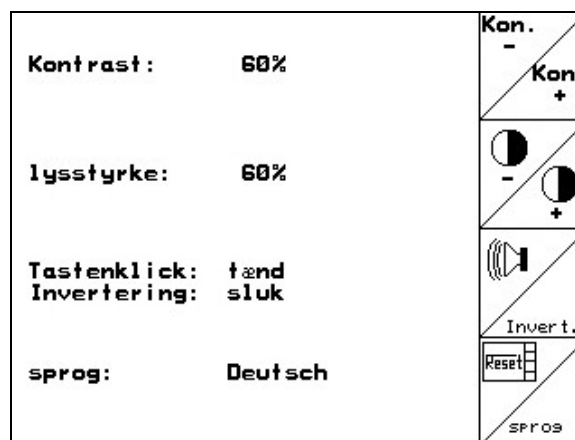 Kontrast: 60%
lysstyrke: 60%
Tastenklick: tænd
Invertering: sluk
sprog: Deutsch
Kon.
-
Kon
+
-
+
Invert.
Reset
sprog